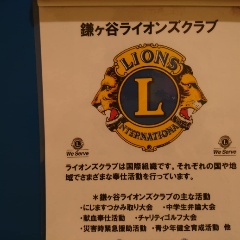 鎌ヶ谷ライオンズクラブ
LIONS
L
INTERNATIONAL
We Serve
We Serve
ライオンズクラブは国際組織です。それぞれの国や地
域でさまざまな奉仕活動を行っています。
＊鎌ヶ谷ライオンズクラブの主な活動
・にじますつかみ取り大会 ・中学生弁論大会
・献血奉仕活動 ・チャリティゴルフ大会
・災害時緊急援助活動 ・青少年健全育成活動 他